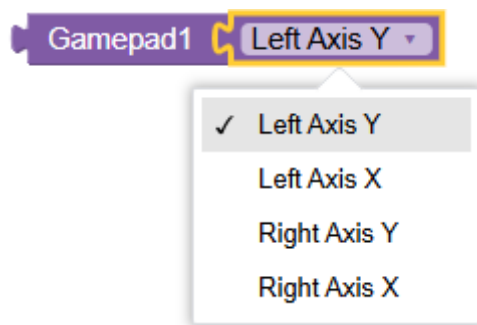 Gamepad1 Left Axis Y
Left Axis Y
Left Axis X
Right Axis Y
Right Axis X